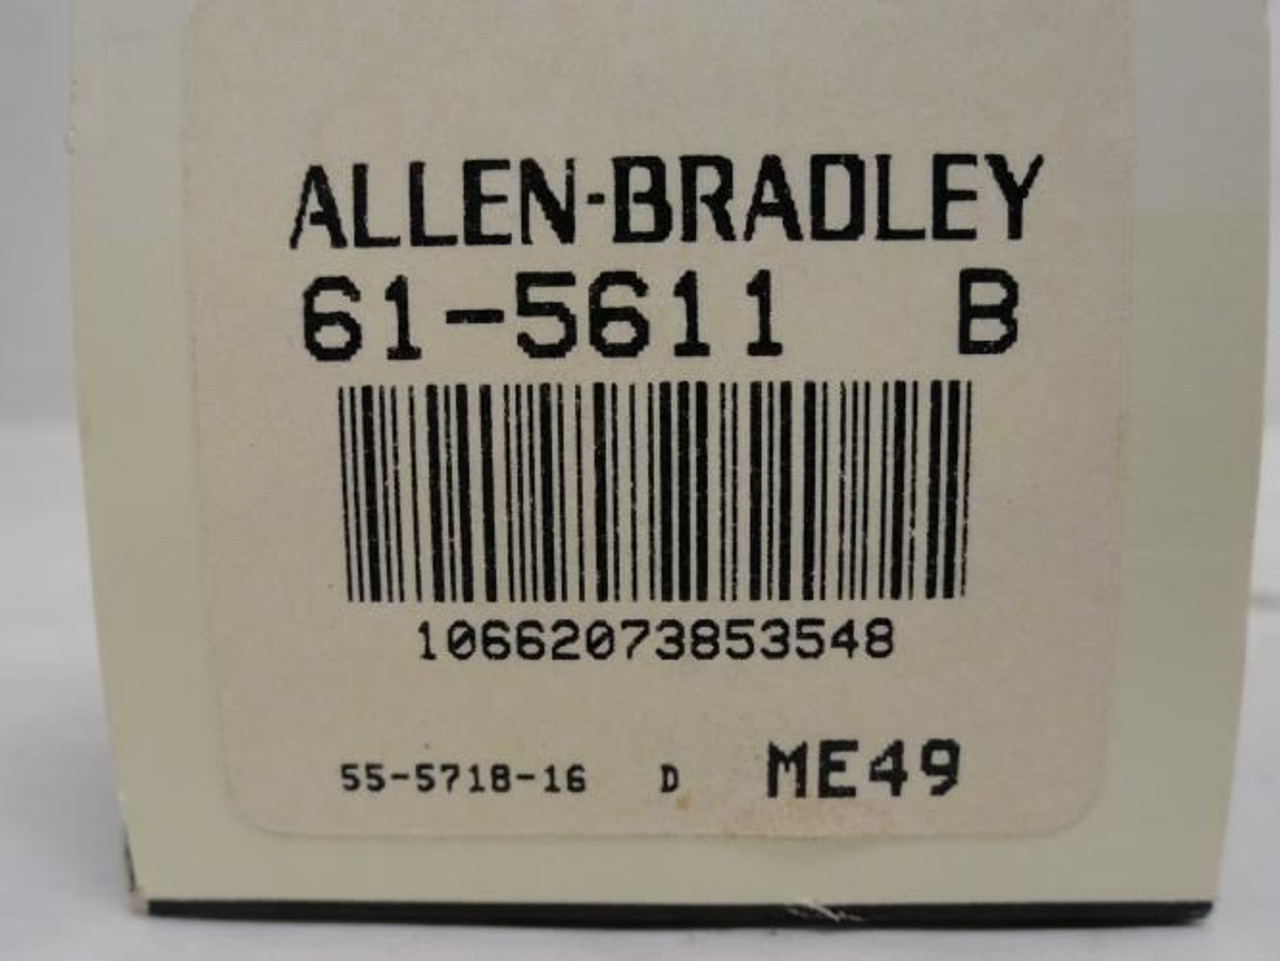 ALLEN-BRADLEY
61-5611 B
10662073853548
55-5718-16 D ME49